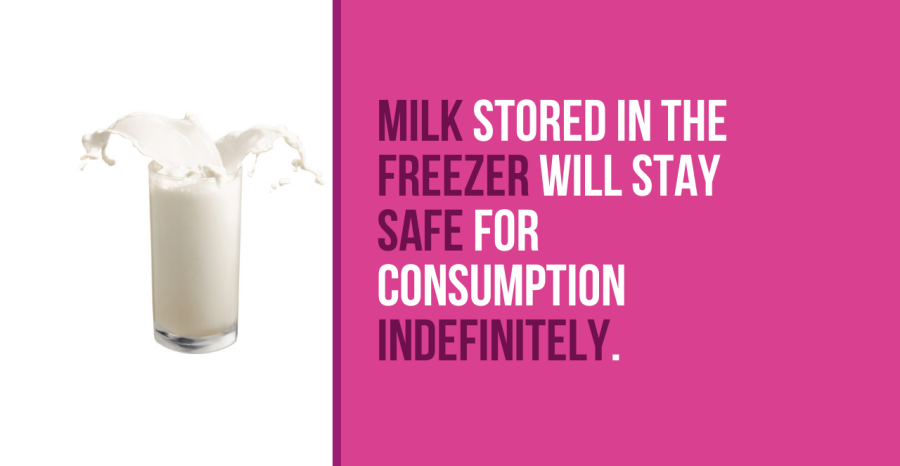 MILK STORED IN THE
FREEZER WILL STAY
SAFE FOR
CONSUMPTION
INDEFINITELY.